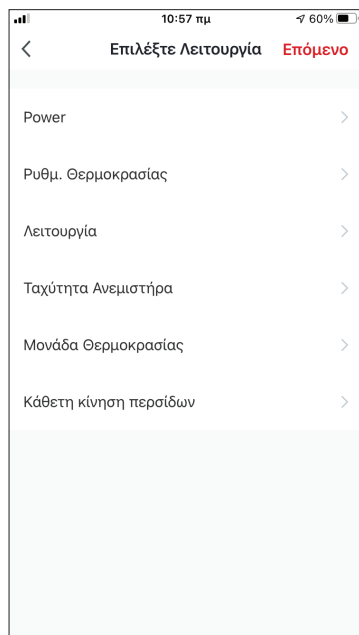 10:57 πμ
60%
Επιλέξτε Λειτουργία
Επόμενο
Power
Ρυθμ. Θερμοκρασίας
Λειτουργία
Ταχύτητα Ανεμιστήρα
Μονάδα Θερμοκρασίας
Κάθετη κίνηση περσίδων